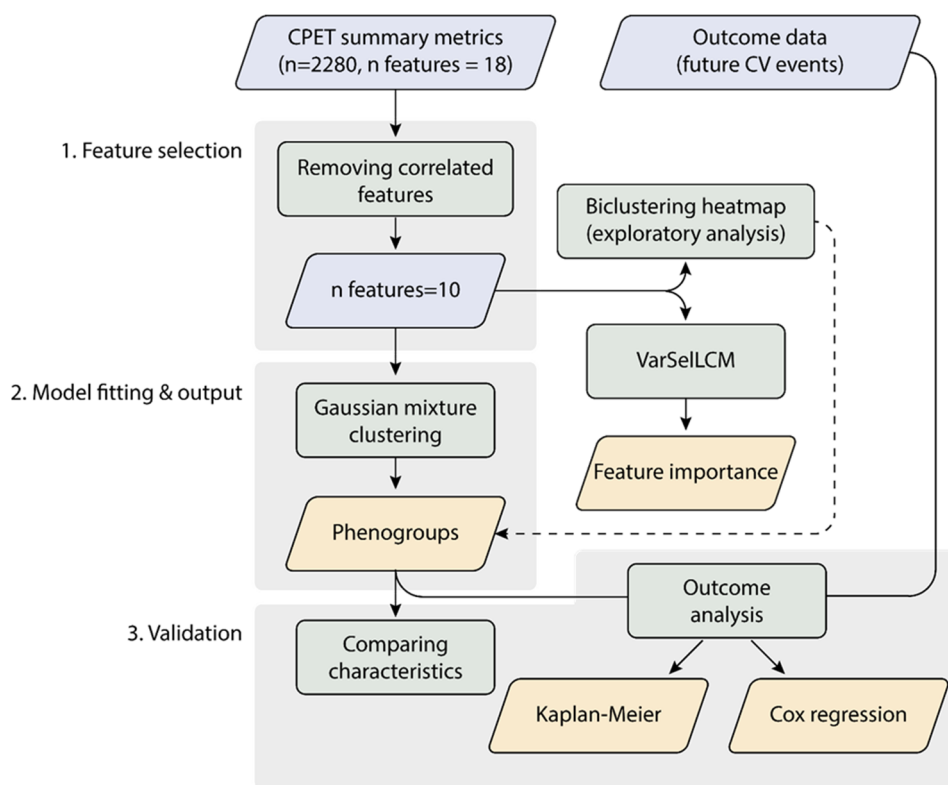 CPET summary metrics
(n=2280, n features = 18)
Outcome data
(future CV events)
1. Feature selection
Removing correlated
features
Biclustering heatmap
(exploratory analysis)
n features=10
VarSelLCM
2. Model fitting & output
Gaussian mixture
clustering
Feature importance
Phenogroups
Outcome
analysis
3. Validation
Comparing
characteristics
Kaplan-Meier
Cox regression